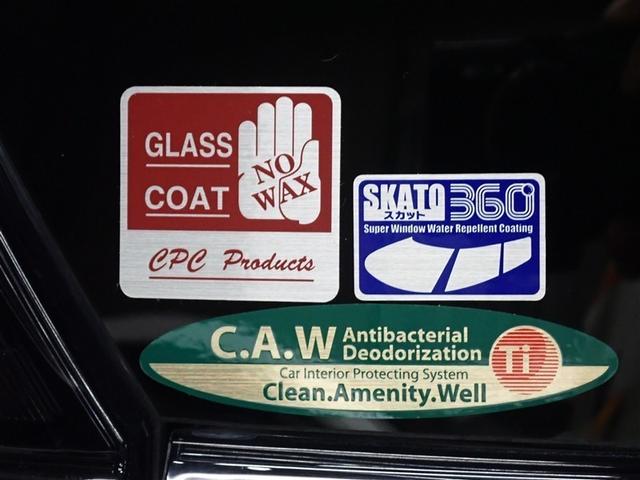 GLASS
COAT
NO
WAX
CPC Products
SKATO 360°
スカット
Super Window Water Repellent Coating
C.A.W Antibacterial
Deodorization
Ti
Car Interior Protecting System
Clean.Amenity.Well